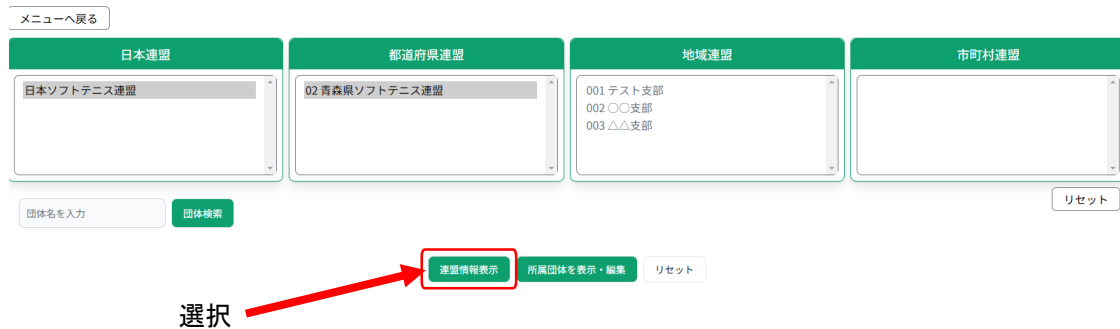 メニューへ戻る
日本連盟 都道府県連盟 地域連盟 市町村連盟
日本ソフトテニス連盟 02 青森県ソフトテニス連盟 001 テスト支部
002 〇〇支部
003 △△支部
リセット
団体名を入力 団体検索
連盟情報表示 所属団体を表示・編集 リセット
選択